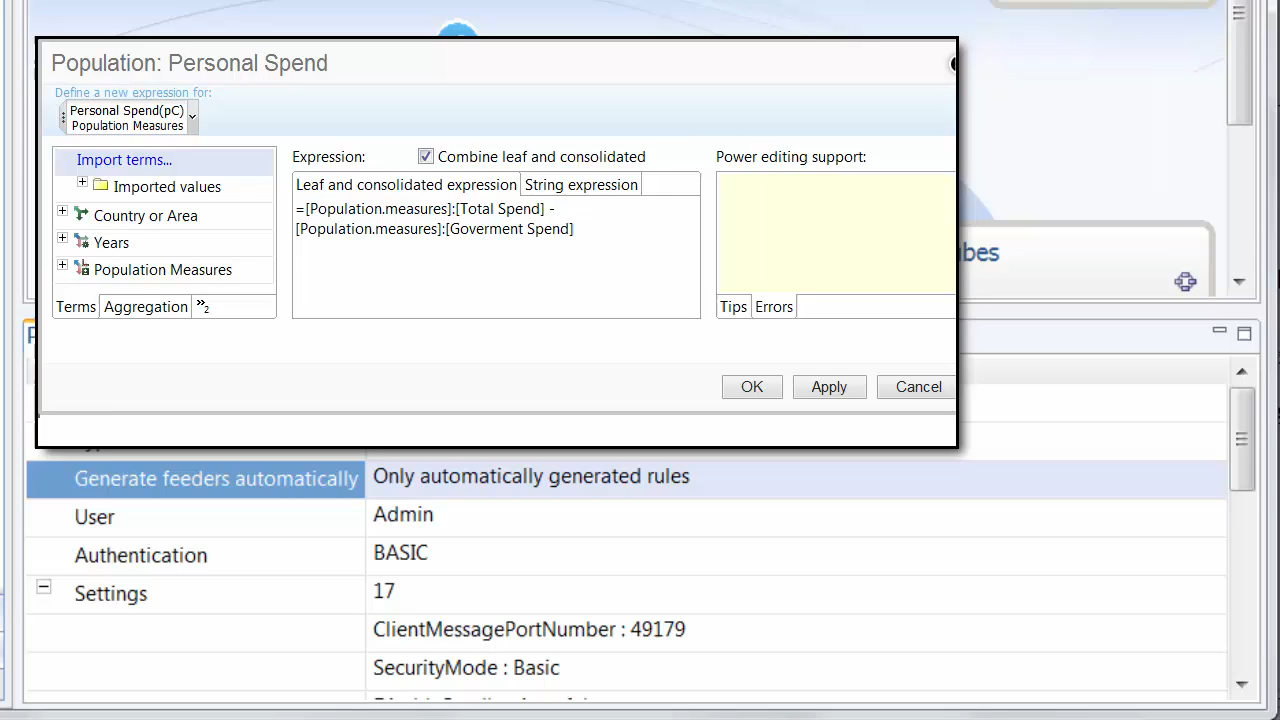 Population: Personal Spend
Define a new expression for:
Personal Spend(pC)
Population Measures
Import terms...
Imported values
Country or Area
Years
Population Measures
Terms Aggregation »2
Expression: Combine leaf and consolidated
Leaf and consolidated expression String expression
=[Population.measures]:[Total Spend] -
[Population.measures]:[Goverment Spend]
Power editing support:
Tips Errors
OK Apply Cancel
Generate feeders automatically Only automatically generated rules
User Admin
Authentication BASIC
Settings 17
ClientMessagePortNumber : 49179
SecurityMode : Basic